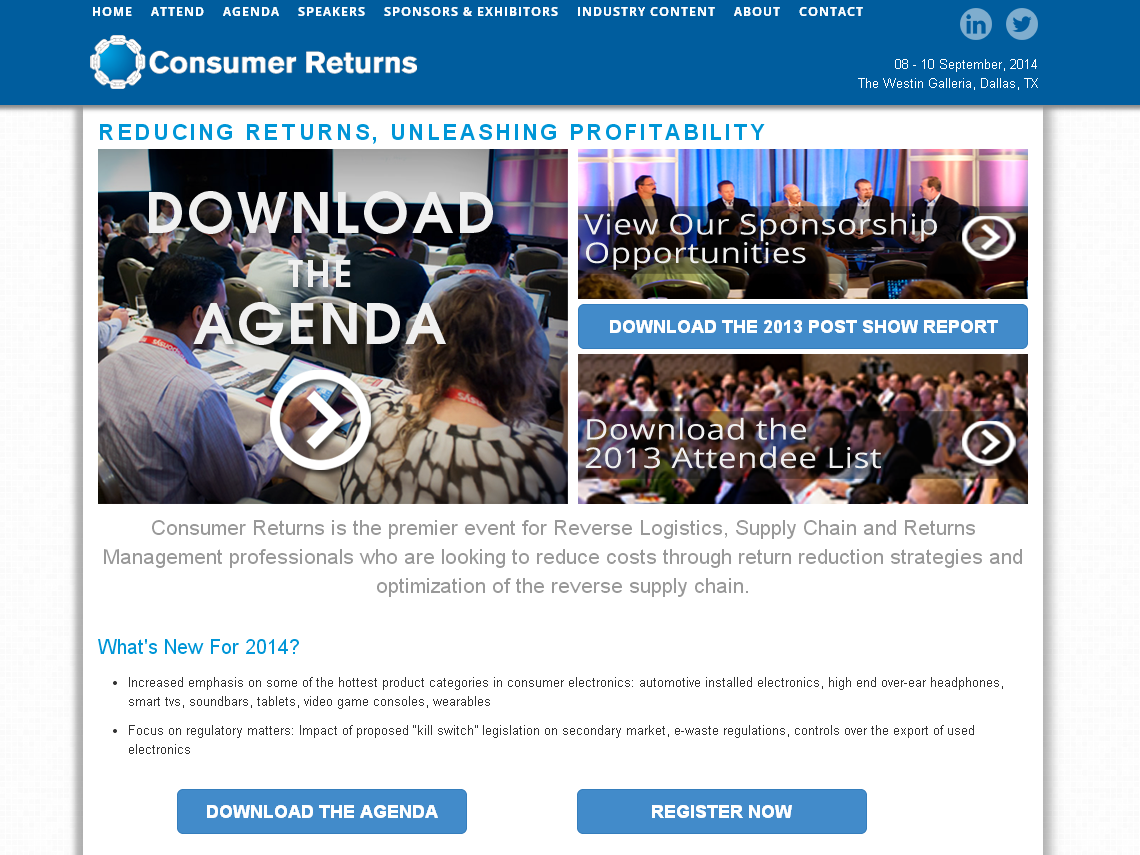 HOME ATTEND AGENDA SPEAKERS SPONSORS & EXHIBITORS INDUSTRY CONTENT ABOUT CONTACT
Consumer Returns
08 - 10 September, 2014
The Westin Galleria, Dallas, TX
REDUCING RETURNS, UNLEASHING PROFITABILITY
DOWNLOAD
THE
AGENDA
View Our Sponsorship
Opportunities
DOWNLOAD THE 2013 POST SHOW REPORT
Download the
2013 Attendee List
Consumer Returns is the premier event for Reverse Logistics, Supply Chain and Returns
Management professionals who are looking to reduce costs through return reduction strategies and
optimization of the reverse supply chain.
What's New For 2014?
• Increased emphasis on some of the hottest product categories in consumer electronics: automotive installed electronics, high end over-ear headphones,
smart tvs, soundbars, tablets, video game consoles, wearables
• Focus on regulatory matters: Impact of proposed "kill switch" legislation on secondary market, e-waste regulations, controls over the export of used
electronics
DOWNLOAD THE AGENDA
REGISTER NOW